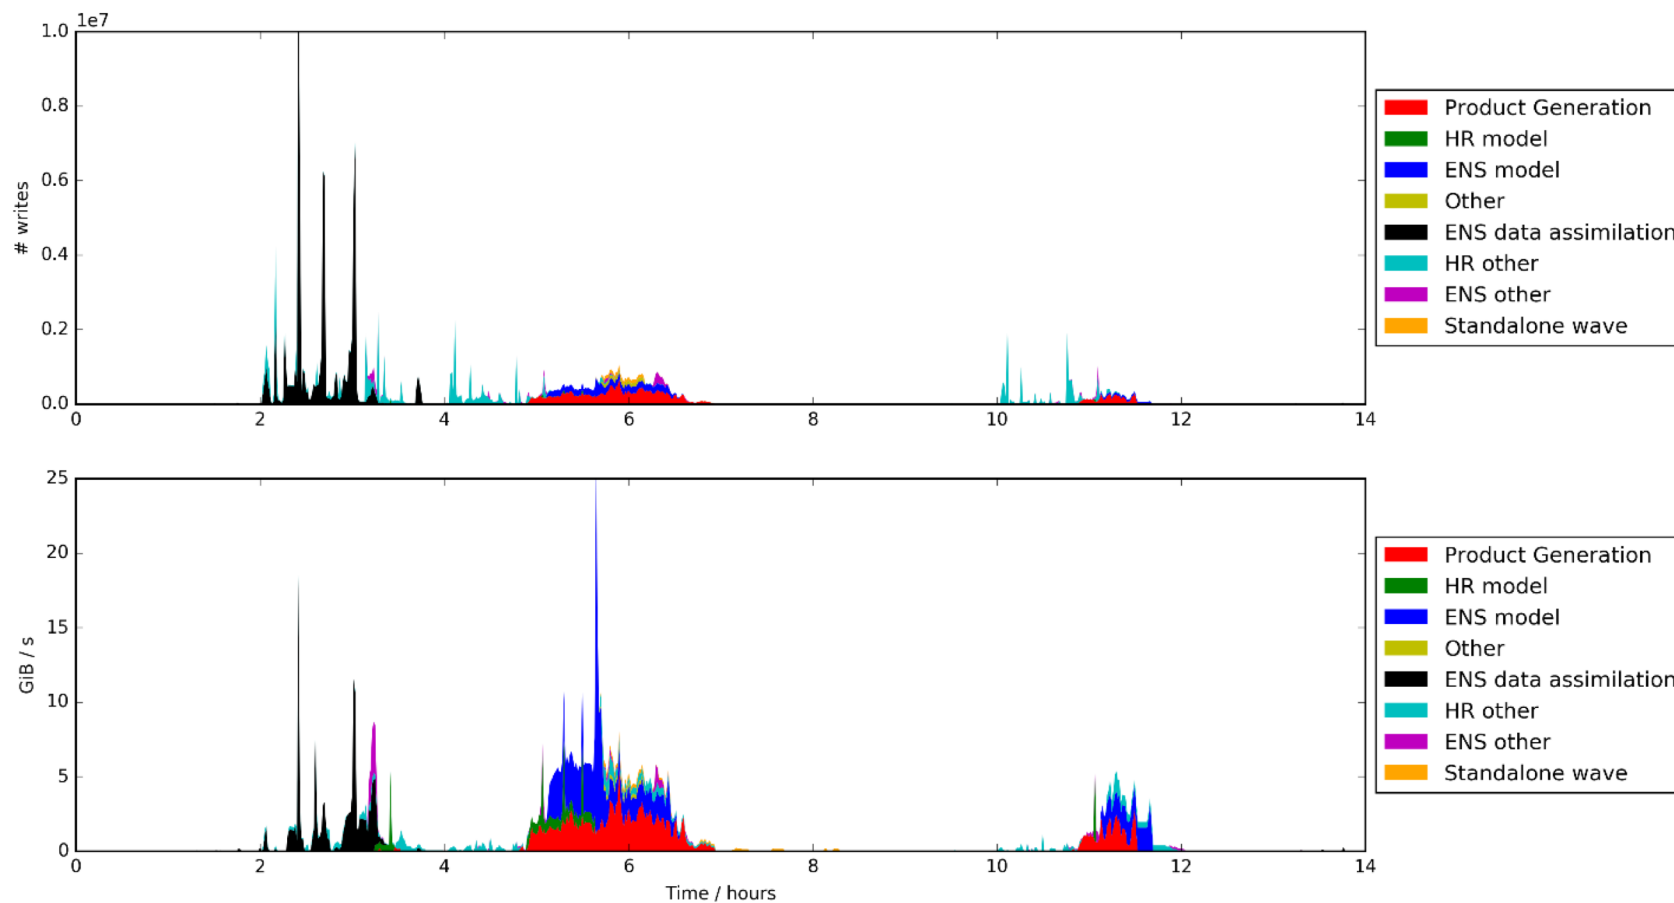 1e7
1.0
0.8
0.6
0.4
0.2
0.0
# writes
0 2 4 6 8 10 12 14
Product Generation
HR model
ENS model
Other
ENS data assimilation
HR other
ENS other
Standalone wave
25
20
15
10
5
0
GiB / s
0 2 4 6 8 10 12 14
Time / hours
Product Generation
HR model
ENS model
Other
ENS data assimilation
HR other
ENS other
Standalone wave